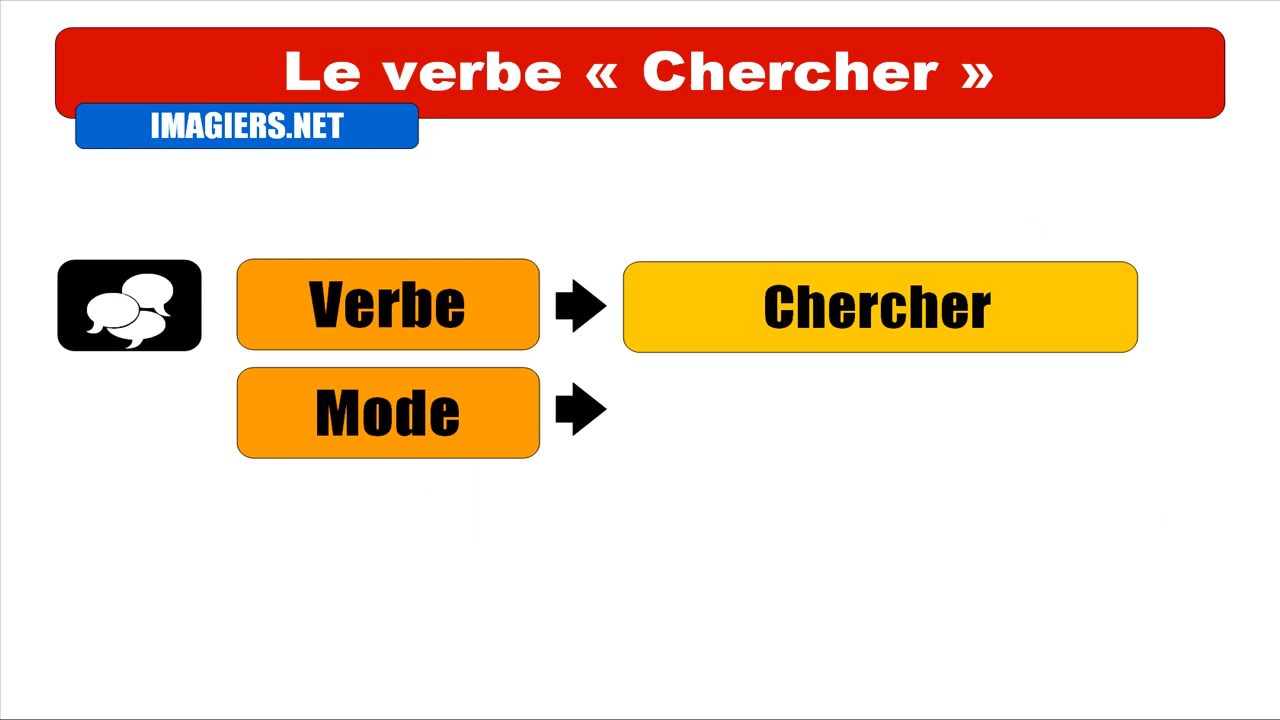 Le verbe « Chercher »
IMAGIERS.NET
Verbe
Chercher
Mode